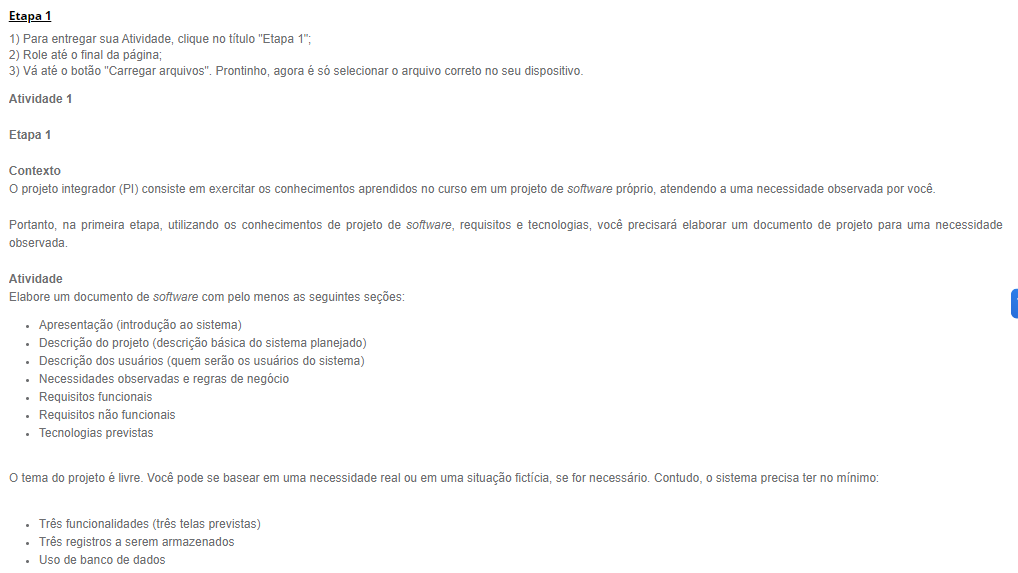 Etapa 1
1) Para entregar sua Atividade, clique no título "Etapa 1";
2) Role até o final da página;
3) Vá até o botão "Carregar arquivos". Prontinho, agora é só selecionar o arquivo correto no seu dispositivo.
Atividade 1
Etapa 1
Contexto
O projeto integrador (PI) consiste em exercitar os conhecimentos aprendidos no curso em um projeto de software próprio, atendendo a uma necessidade observada por você.
Portanto, na primeira etapa, utilizando os conhecimentos de projeto de software, requisitos e tecnologias, você precisará elaborar um documento de projeto para uma necessidade
observada.
Atividade
Elabore um documento de software com pelo menos as seguintes seções:
• Apresentação (introdução ao sistema)
• Descrição do projeto (descrição básica do sistema planejado)
• Descrição dos usuários (quem serão os usuários do sistema)
• Necessidades observadas e regras de negócio
• Requisitos funcionais
• Requisitos não funcionais
• Tecnologias previstas
O tema do projeto é livre. Você pode se basear em uma necessidade real ou em uma situação fictícia, se for necessário. Contudo, o sistema precisa ter no mínimo:
• Três funcionalidades (três telas previstas)
• Três registros a serem armazenados
• Uso de banco de dados